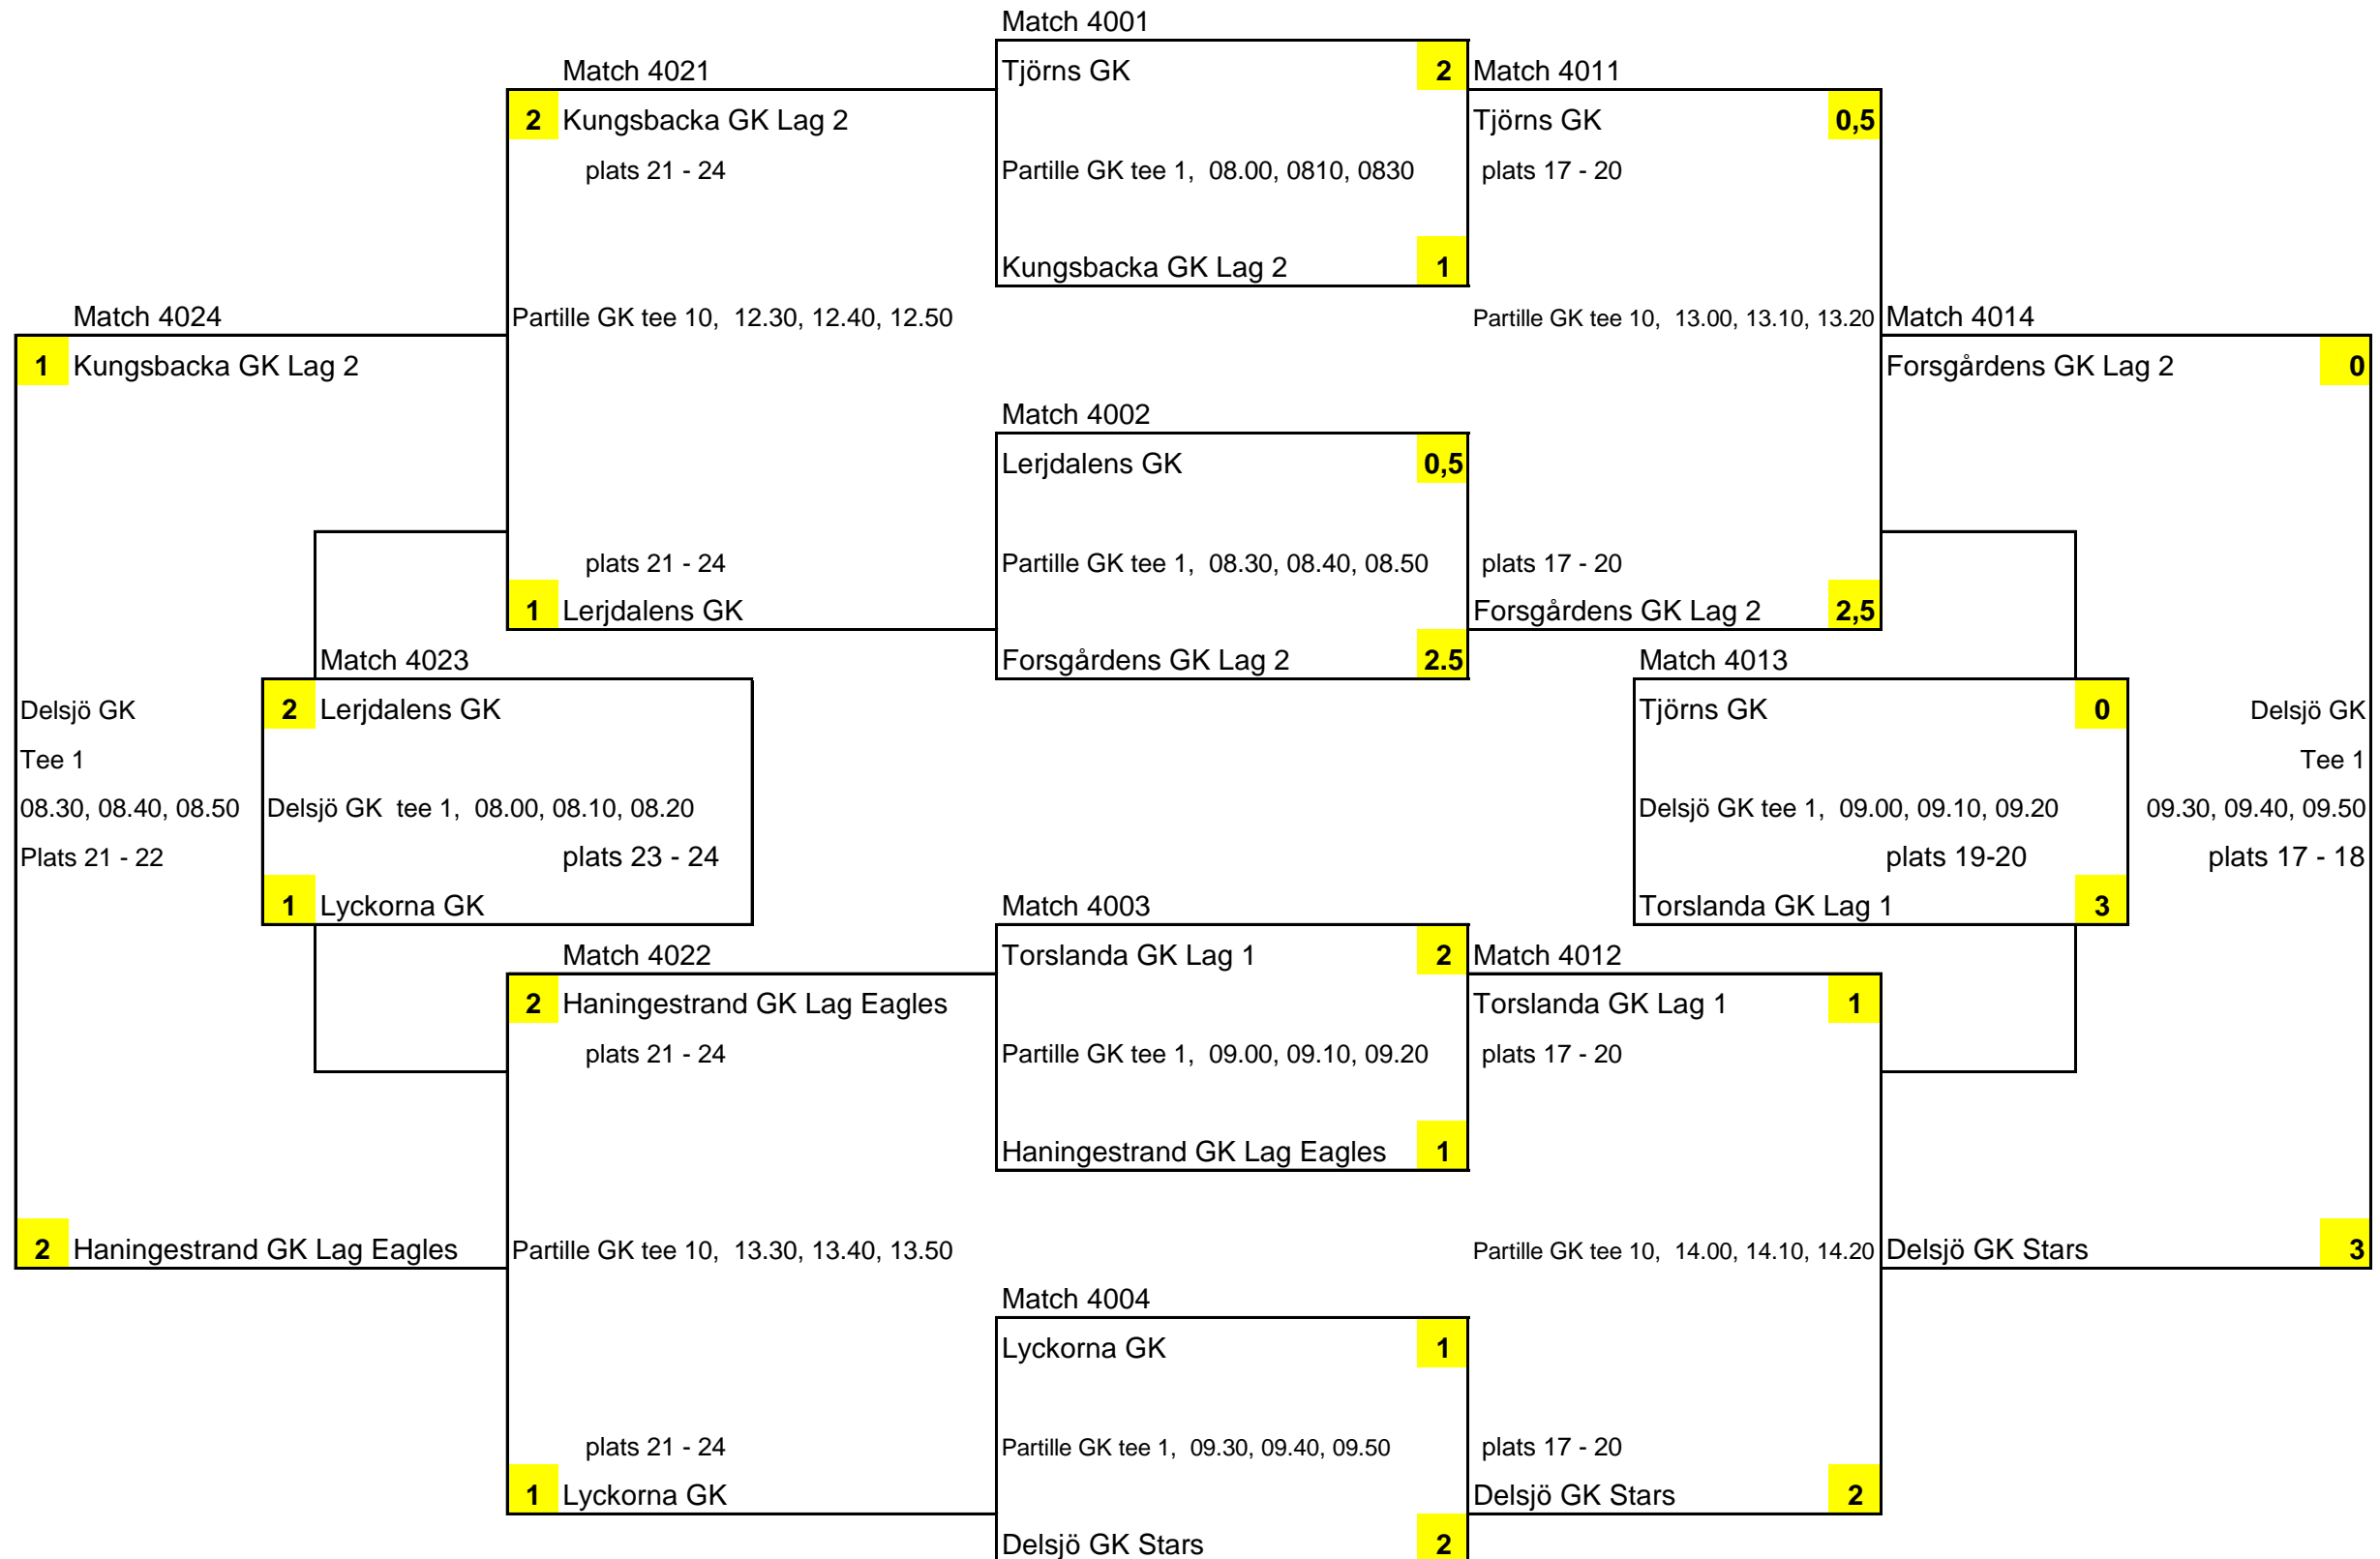 Match 4001
Match 4021
Tjörns GK 2
Match 4011
2 Kungsbacka GK Lag 2
Tjörns GK 0,5
plats 21 - 24
Partille GK tee 1, 08.00, 0810, 0830
plats 17 - 20
Kungsbacka GK Lag 2 1
Match 4024
Partille GK tee 10, 12.30, 12.40, 12.50
Partille GK tee 10, 13.00, 13.10, 13.20
Match 4014
1 Kungsbacka GK Lag 2
Forsgårdens GK Lag 2 0
Match 4002
Lerjdalens GK 0,5
plats 21 - 24
Partille GK tee 1, 08.30, 08.40, 08.50
plats 17 - 20
1 Lerjdalens GK
Forsgårdens GK Lag 2 2,5
Match 4023
Forsgårdens GK Lag 2 2.5
Match 4013
Delsjö GK
2 Lerjdalens GK
Tjörns GK 0
Delsjö GK
Tee 1
Tee 1
08.30, 08.40, 08.50
Delsjö GK tee 1, 08.00, 08.10, 08.20
Delsjö GK tee 1, 09.00, 09.10, 09.20
09.30, 09.40, 09.50
Plats 21 - 22
plats 23 - 24
plats 19-20
plats 17 - 18
1 Lyckorna GK
Match 4003
Torslanda GK Lag 1 3
Match 4022
Torslanda GK Lag 1 2
Match 4012
2 Haningestrand GK Lag Eagles
Torslanda GK Lag 1 1
plats 21 - 24
Partille GK tee 1, 09.00, 09.10, 09.20
plats 17 - 20
Haningestrand GK Lag Eagles 1
2 Haningestrand GK Lag Eagles
Partille GK tee 10, 13.30, 13.40, 13.50
Partille GK tee 10, 14.00, 14.10, 14.20
Delsjö GK Stars 3
Match 4004
Lyckorna GK 1
plats 21 - 24
Partille GK tee 1, 09.30, 09.40, 09.50
plats 17 - 20
1 Lyckorna GK
Delsjö GK Stars 2
Delsjö GK Stars 2